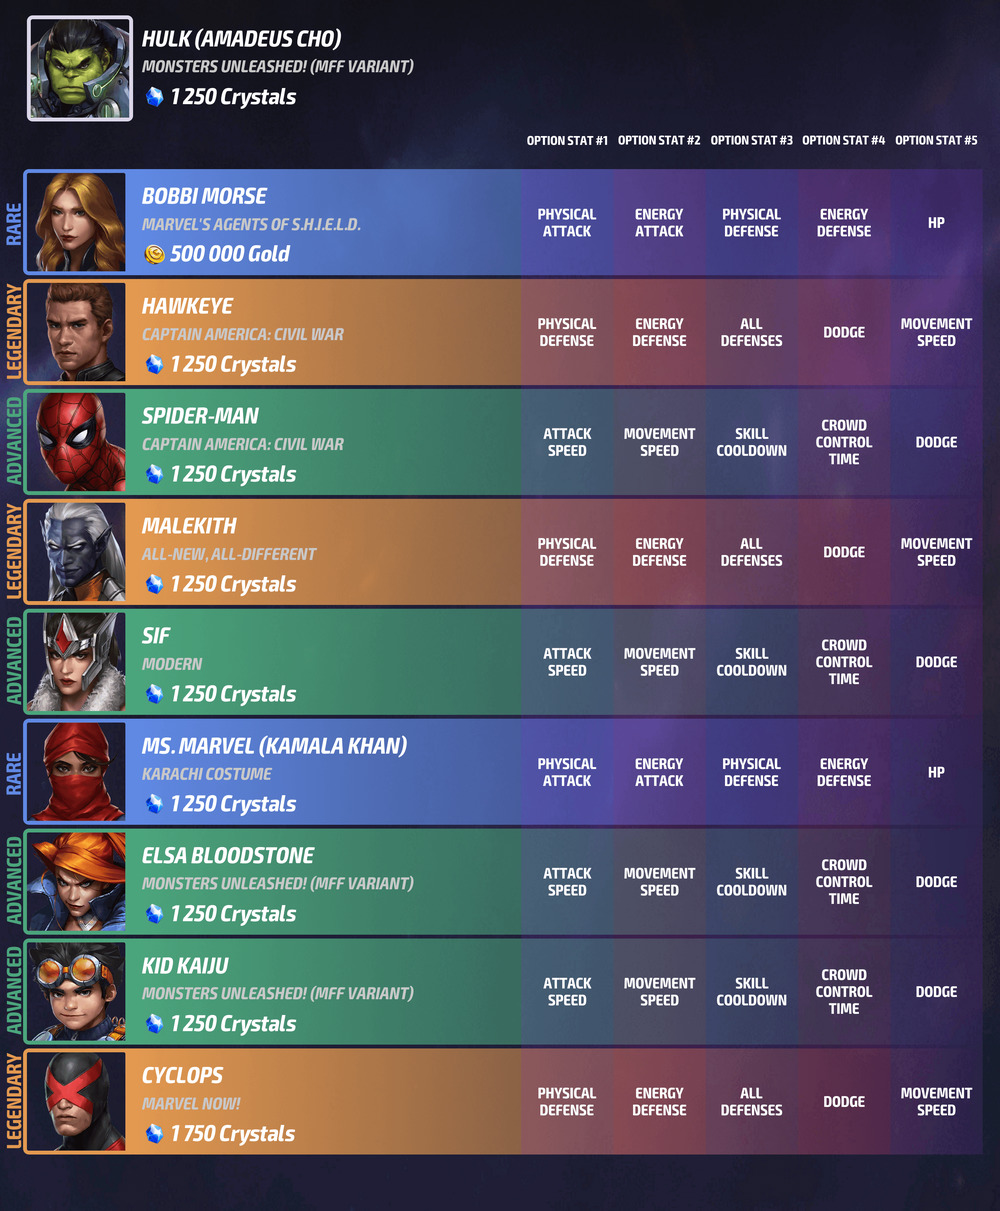 HULK (AMADEUS CHO)
MONSTERS UNLEASHED! (MFF VARIANT)
1 250 Crystals
OPTION STAT #1 OPTION STAT #2 OPTION STAT #3 OPTION STAT #4 OPTION STAT #5
RARE
BOBBI MORSE
MARVEL'S AGENTS OF S.H.I.E.L.D.
500 000 Gold
PHYSICAL ATTACK
ENERGY ATTACK
PHYSICAL DEFENSE
ENERGY DEFENSE
HP
LEGENDARY
HAWKEYE
CAPTAIN AMERICA: CIVIL WAR
1 250 Crystals
PHYSICAL DEFENSE
ENERGY DEFENSE
ALL DEFENSES
DODGE
MOVEMENT SPEED
ADVANCED
SPIDER-MAN
CAPTAIN AMERICA: CIVIL WAR
1 250 Crystals
ATTACK SPEED
MOVEMENT SPEED
SKILL COOLDOWN
CROWD CONTROL TIME
DODGE
LEGENDARY
MALEKITH
ALL-NEW, ALL-DIFFERENT
1 250 Crystals
PHYSICAL DEFENSE
ENERGY DEFENSE
ALL DEFENSES
DODGE
MOVEMENT SPEED
ADVANCED
SIF
MODERN
1 250 Crystals
ATTACK SPEED
MOVEMENT SPEED
SKILL COOLDOWN
CROWD CONTROL TIME
DODGE
RARE
MS. MARVEL (KAMALA KHAN)
KARACHI COSTUME
1 250 Crystals
PHYSICAL ATTACK
ENERGY ATTACK
PHYSICAL DEFENSE
ENERGY DEFENSE
HP
ADVANCED
ELSA BLOODSTONE
MONSTERS UNLEASHED! (MFF VARIANT)
1 250 Crystals
ATTACK SPEED
MOVEMENT SPEED
SKILL COOLDOWN
CROWD CONTROL TIME
DODGE
ADVANCED
KID KAIJU
MONSTERS UNLEASHED! (MFF VARIANT)
1 250 Crystals
ATTACK SPEED
MOVEMENT SPEED
SKILL COOLDOWN
CROWD CONTROL TIME
DODGE
LEGENDARY
CYCLOPS
MARVEL NOW!
1 750 Crystals
PHYSICAL DEFENSE
ENERGY DEFENSE
ALL DEFENSES
DODGE
MOVEMENT SPEED